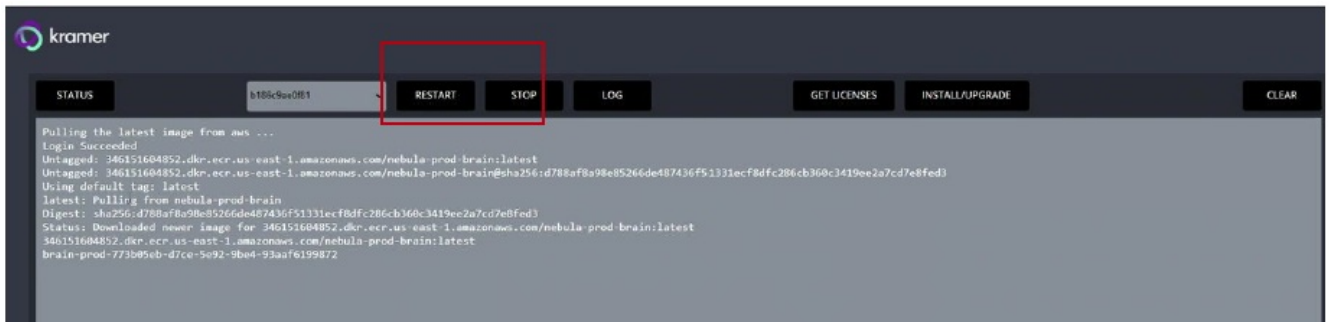 kramer
STATUS
b188c9ae0f81
RESTART
STOP
LOG
GET LICENSES
INSTALL/UPGRADE
CLEAR
Pulling the latest image from aws ...
Login Succeeded
Untagged: 346151604852.dkr.ecr.us-east-1.amazonaws.com/nebula-prod-brain:latest
Untagged: 346151604852.dkr.ecr.us-east-1.amazonaws.com/nebula-prod-brain@sha256:d788af8a98e85266de487436f51331ecf8dfc286cb360c3419ee2a7cd7e8fed3
Using default tag: latest
latest: Pulling from nebula-prod-brain
Digest: sha256:d788af8a98e85266de487436f51331ecf8dfc286cb360c3419ee2a7cd7e8fed3
Status: Downloaded newer image for 346151604852.dkr.ecr.us-east-1.amazonaws.com/nebula-prod-brain:latest
346151604852.dkr.ecr.us-east-1.amazonaws.com/nebula-prod-brain:latest
brain-prod-773b05eb-d7ce-5e92-9be4-93aaf6199872